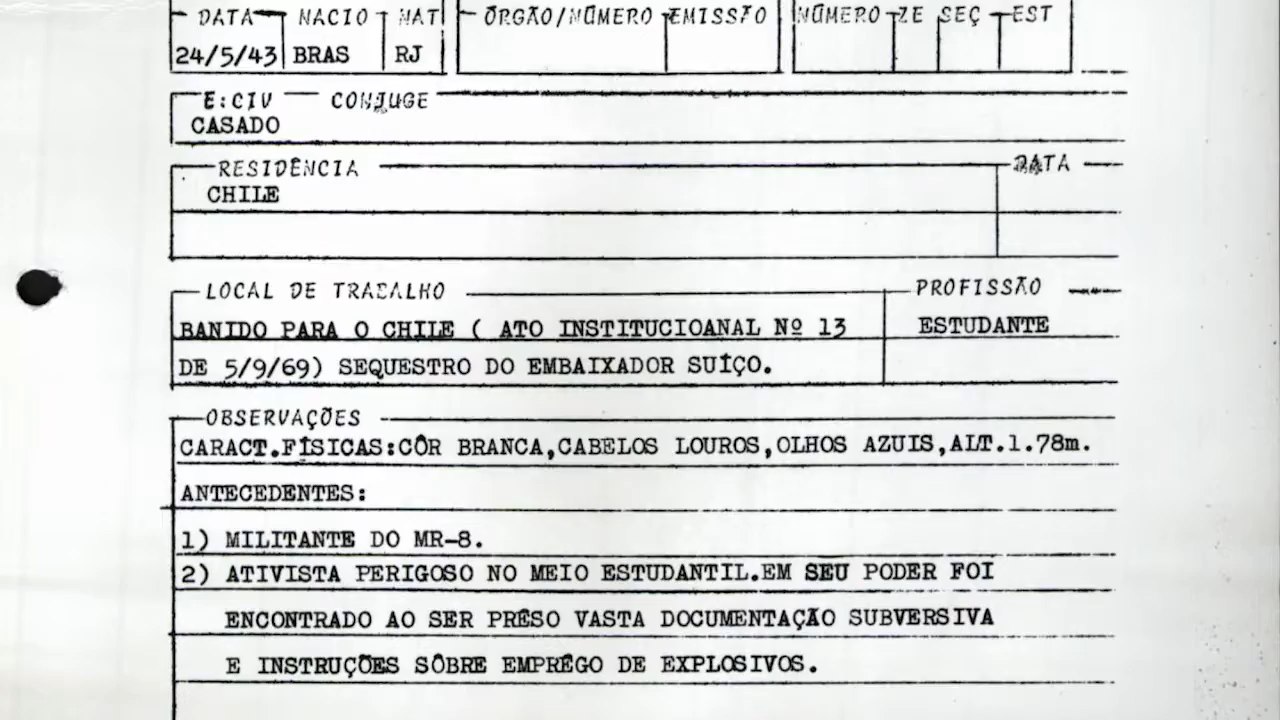 DATA NACIO NAT ÓRGÃO/NÚMERO EMISSÃO NÚMERO ZE SEÇ EST
24/5/43 BRAS RJ
E:CIV CONJUGE
CASADO
RESIDÊNCIA DATA
CHILE
LOCAL DE TRABALHO PROFISSÃO
BANIDO PARA O CHILE ( ATO INSTITUCIOANAL Nº 13 ESTUDANTE
DE 5/9/69) SEQUESTRO DO EMBAIXADOR SUÍÇO.
OBSERVAÇÕES
CARACT.FÍSICAS:CÔR BRANCA,CABELOS LOUROS,OLHOS AZUIS,ALT.1.78m.
ANTECEDENTES:
1) MILITANTE DO MR-8.
2) ATIVISTA PERIGOSO NO MEIO ESTUDANTIL.EM SEU PODER FOI
ENCONTRADO AO SER PRÊSO VASTA DOCUMENTAÇÃO SUBVERSIVA
E INSTRUÇÕES SÔBRE EMPRÊGO DE EXPLOSIVOS.